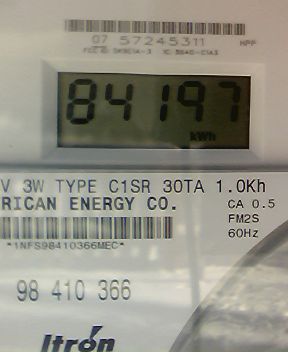 07 57245311 HPP
84197
kWh
V 3W TYPE C1SR 30TA 1.0Kh
RICAN ENERGY CO.
CA 0.5
FM2S
60Hz
*1NFS98410366MEC*
98 410 366
Itron